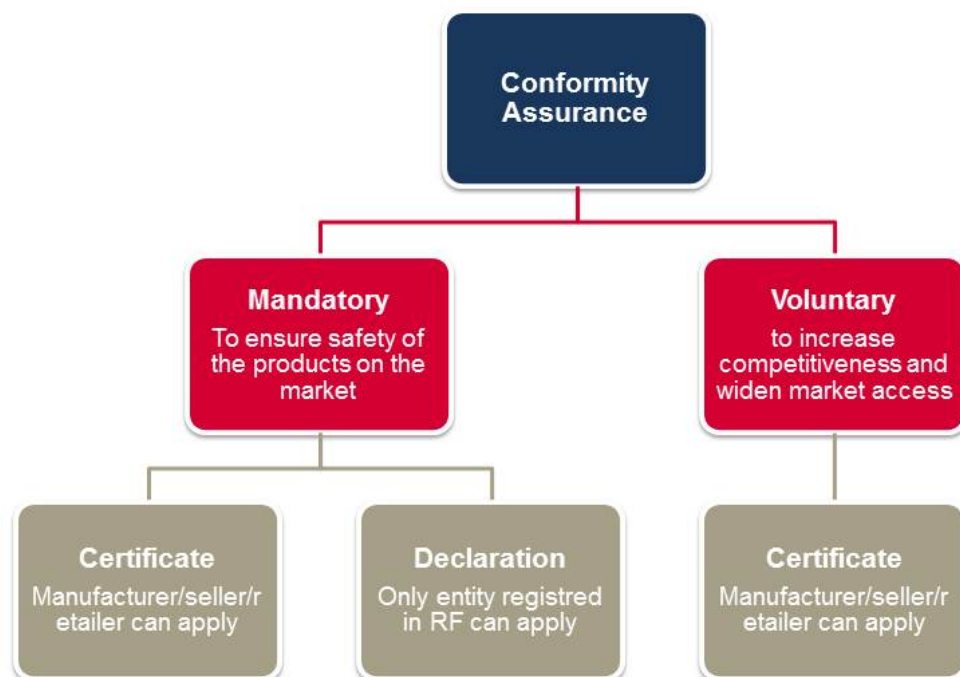 Conformity
Assurance
Mandatory
To ensure safety of
the products on the
market
Voluntary
to increase
competitiveness and
widen market access
Certificate
Manufacturer/seller/r
etailer can apply
Declaration
Only entity registred
in RF can apply
Certificate
Manufacturer/seller/r
etailer can apply